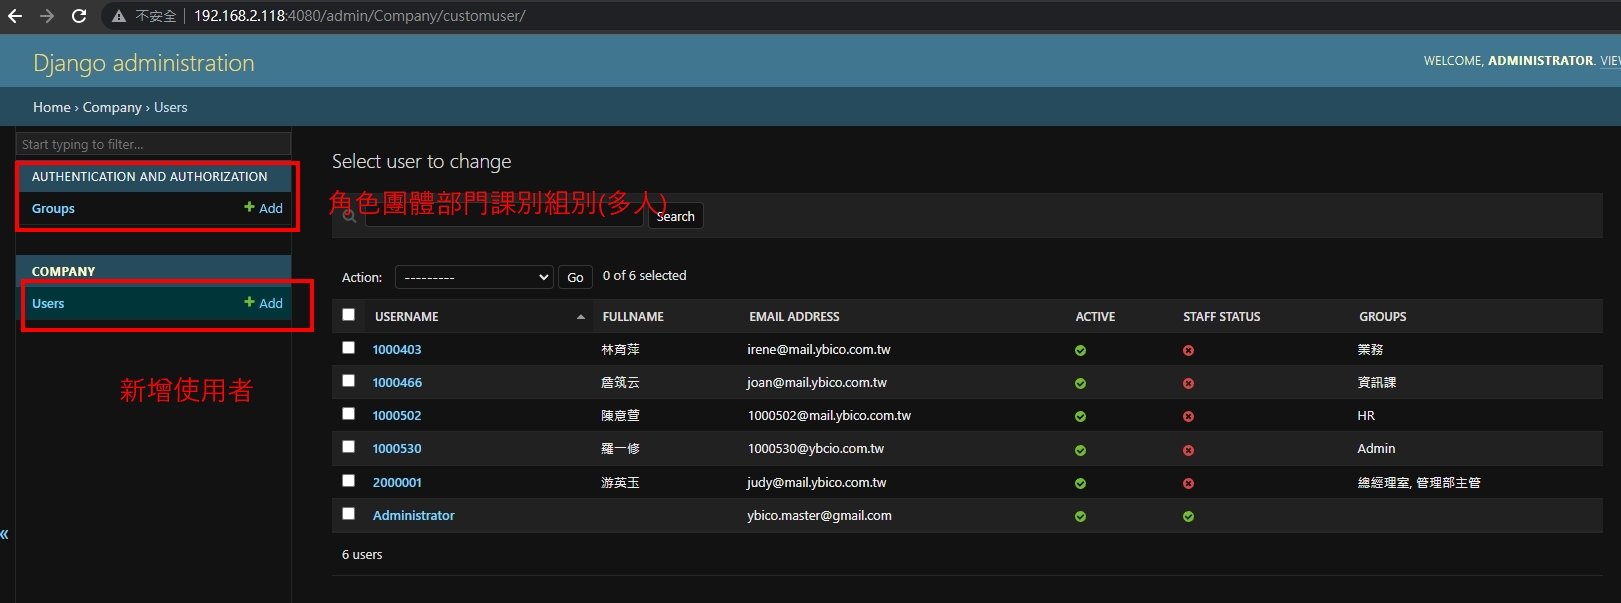 不安全 192.168.2.118:4080/admin/Company/customuser/
Django administration
WELCOME, ADMINISTRATOR. VIE
Home › Company › Users
Start typing to filter...
AUTHENTICATION AND AUTHORIZATION
Groups + Add
COMPANY
Users + Add
新增使用者
Select user to change
角色團體部門課別組別(多人)
Search
Action: --------- Go 0 of 6 selected
USERNAME FULLNAME EMAIL ADDRESS ACTIVE STAFF STATUS GROUPS
1000403 林育萍 irene@mail.ybico.com.tw 業務
1000466 詹筑云 joan@mail.ybico.com.tw 資訊課
1000502 陳意萱 1000502@mail.ybico.com.tw HR
1000530 羅一修 1000530@ybcio.com.tw Admin
2000001 游英玉 judy@mail.ybico.com.tw 總經理室, 管理部主管
Administrator ybico.master@gmail.com
6 users
«